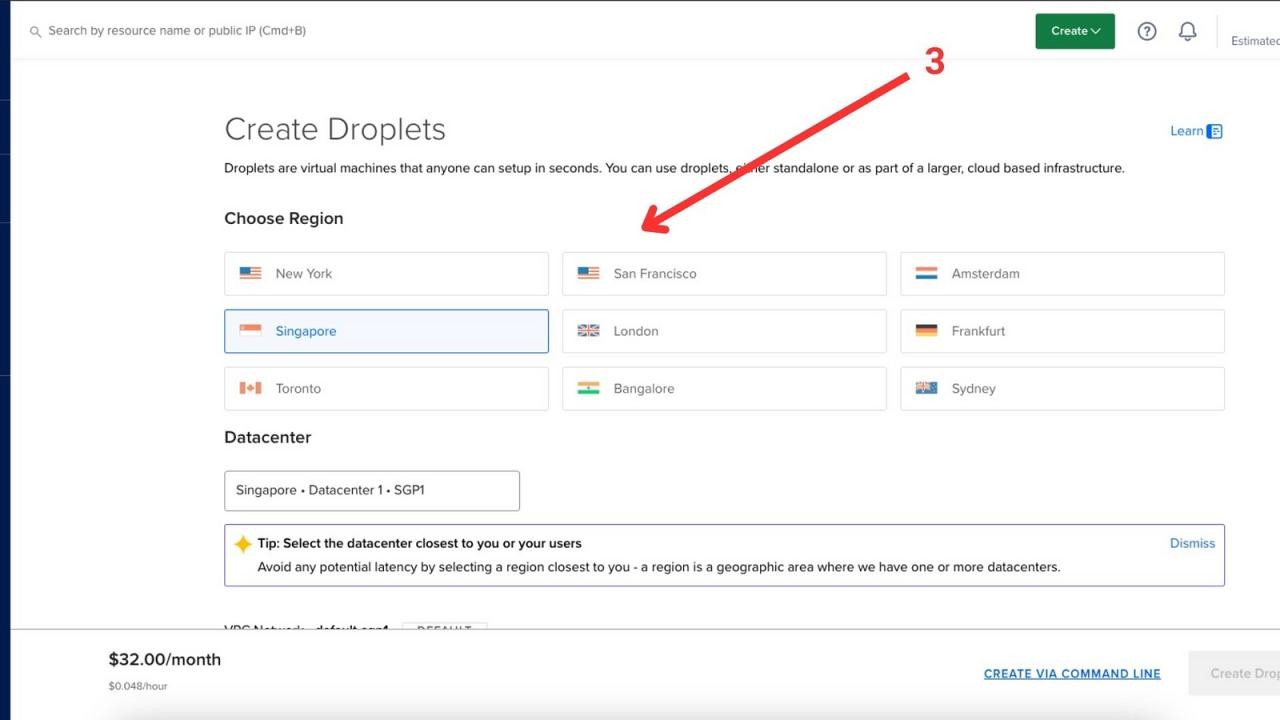 Search by resource name or public IP (Cmd+B)
Create
?
Estimated
3
Create Droplets
Learn
Droplets are virtual machines that anyone can setup in seconds. You can use droplets, either standalone or as part of a larger, cloud based infrastructure.
Choose Region
New York
San Francisco
Amsterdam
Singapore
London
Frankfurt
Toronto
Bangalore
Sydney
Datacenter
Singapore • Datacenter 1 • SGP1
Tip: Select the datacenter closest to you or your users
Dismiss
Avoid any potential latency by selecting a region closest to you - a region is a geographic area where we have one or more datacenters.
VPC Network - default-sgp1 DEFAULT
$32.00/month
$0.048/hour
CREATE VIA COMMAND LINE
Create Drop